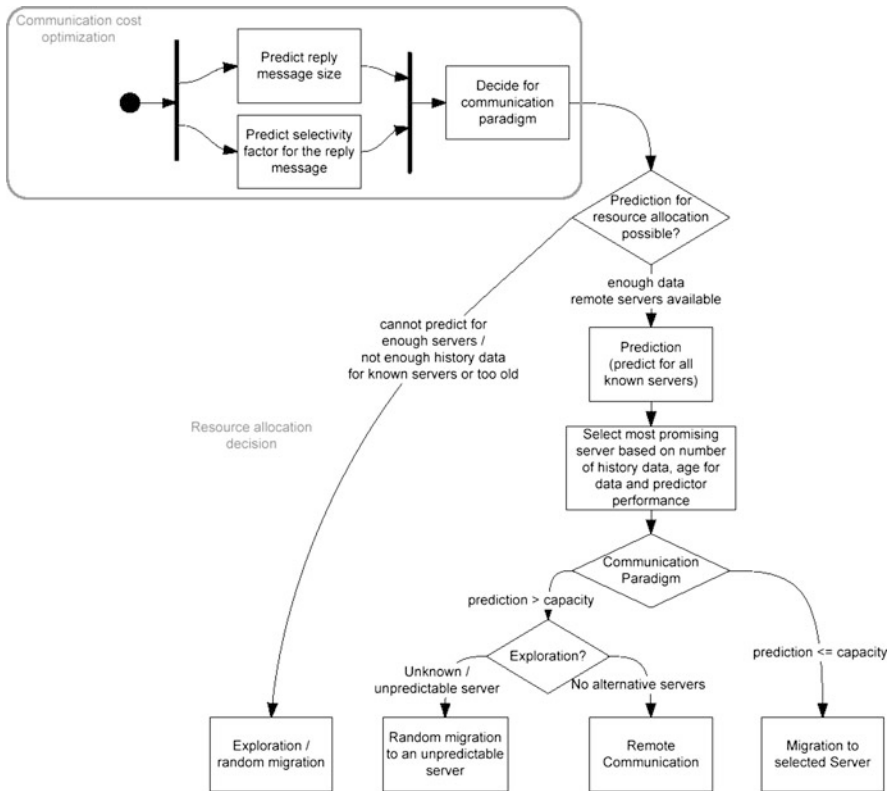 Communication cost
optimization
Predict reply
message size
Predict selectivity
factor for the reply
message
Decide for
communication
paradigm
Prediction for
resource allocation
possible?
enough data
remote servers available
cannot predict for
enough servers /
not enough history data
for known servers or too old
Prediction
(predict for all
known servers)
Resource allocation
decision
Select most promising
server based on number
of history data, age for
data and predictor
performance
Communication
Paradigm
prediction > capacity
prediction <= capacity
Exploration?
Unknown /
unpredictable server
No alternative servers
Exploration /
random migration
Random migration
to an unpredictable
server
Remote
Communication
Migration to
selected Server